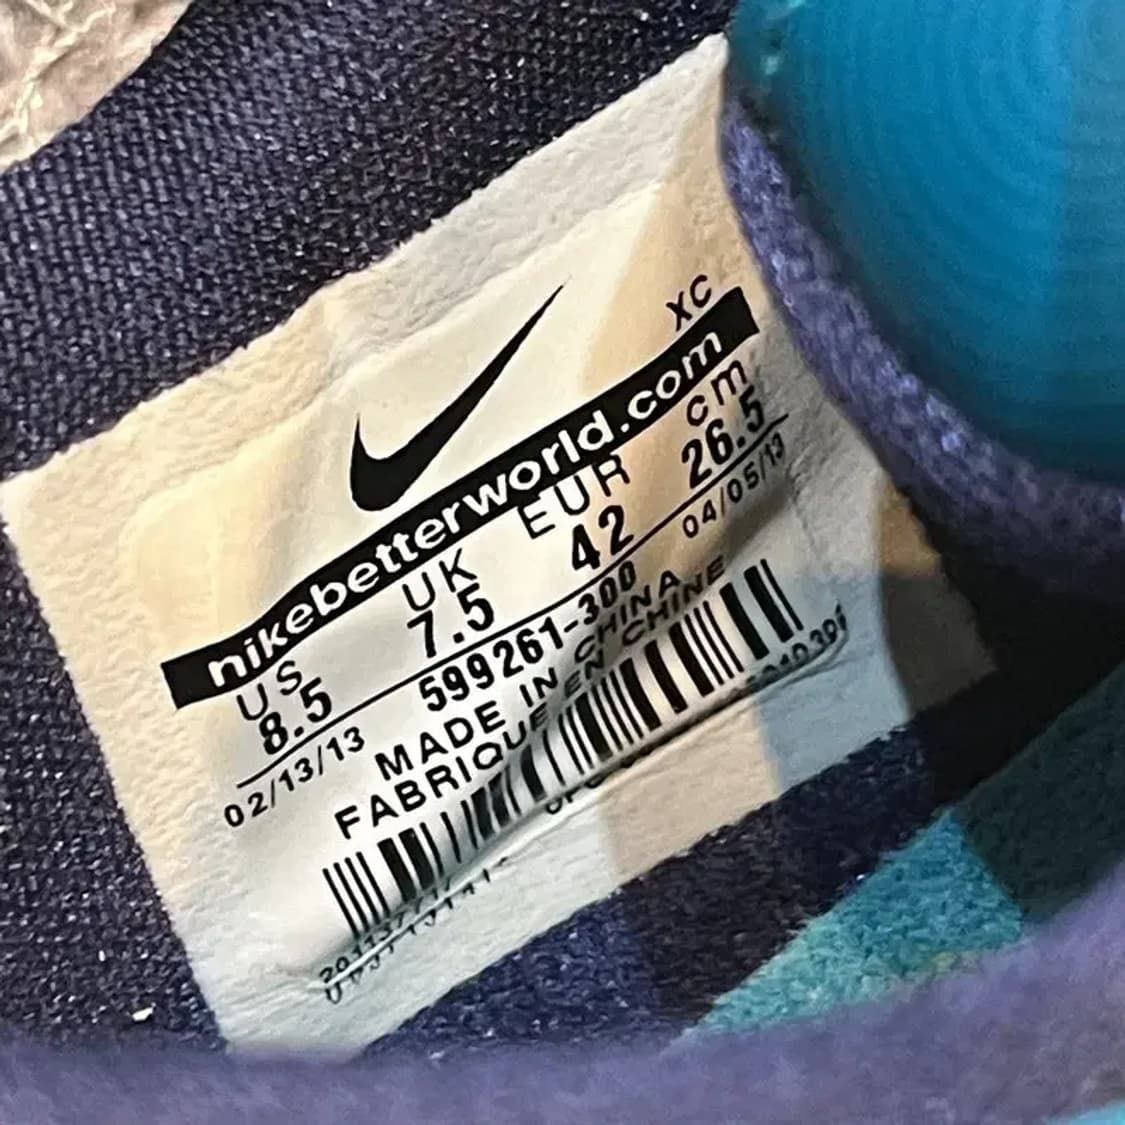 XC
nikebetterworld.com
US UK EUR cm
8.5 7.5 42 26.5
02/13/13 599261-300 04/05/13
MADE IN CHINA
FABRIQUE EN CHINE